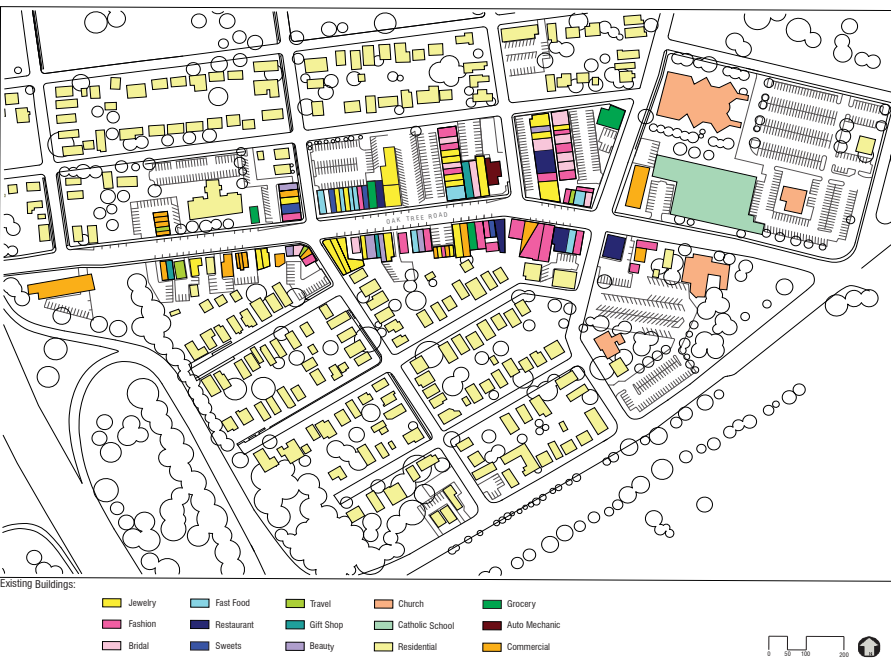 OAK TREE ROAD
Existing Buildings:
Jewelry Fast Food Travel Church Grocery
Fashion Restaurant Gift Shop Catholic School Auto Mechanic
Bridal Sweets Beauty Residential Commercial
0 50 100 200